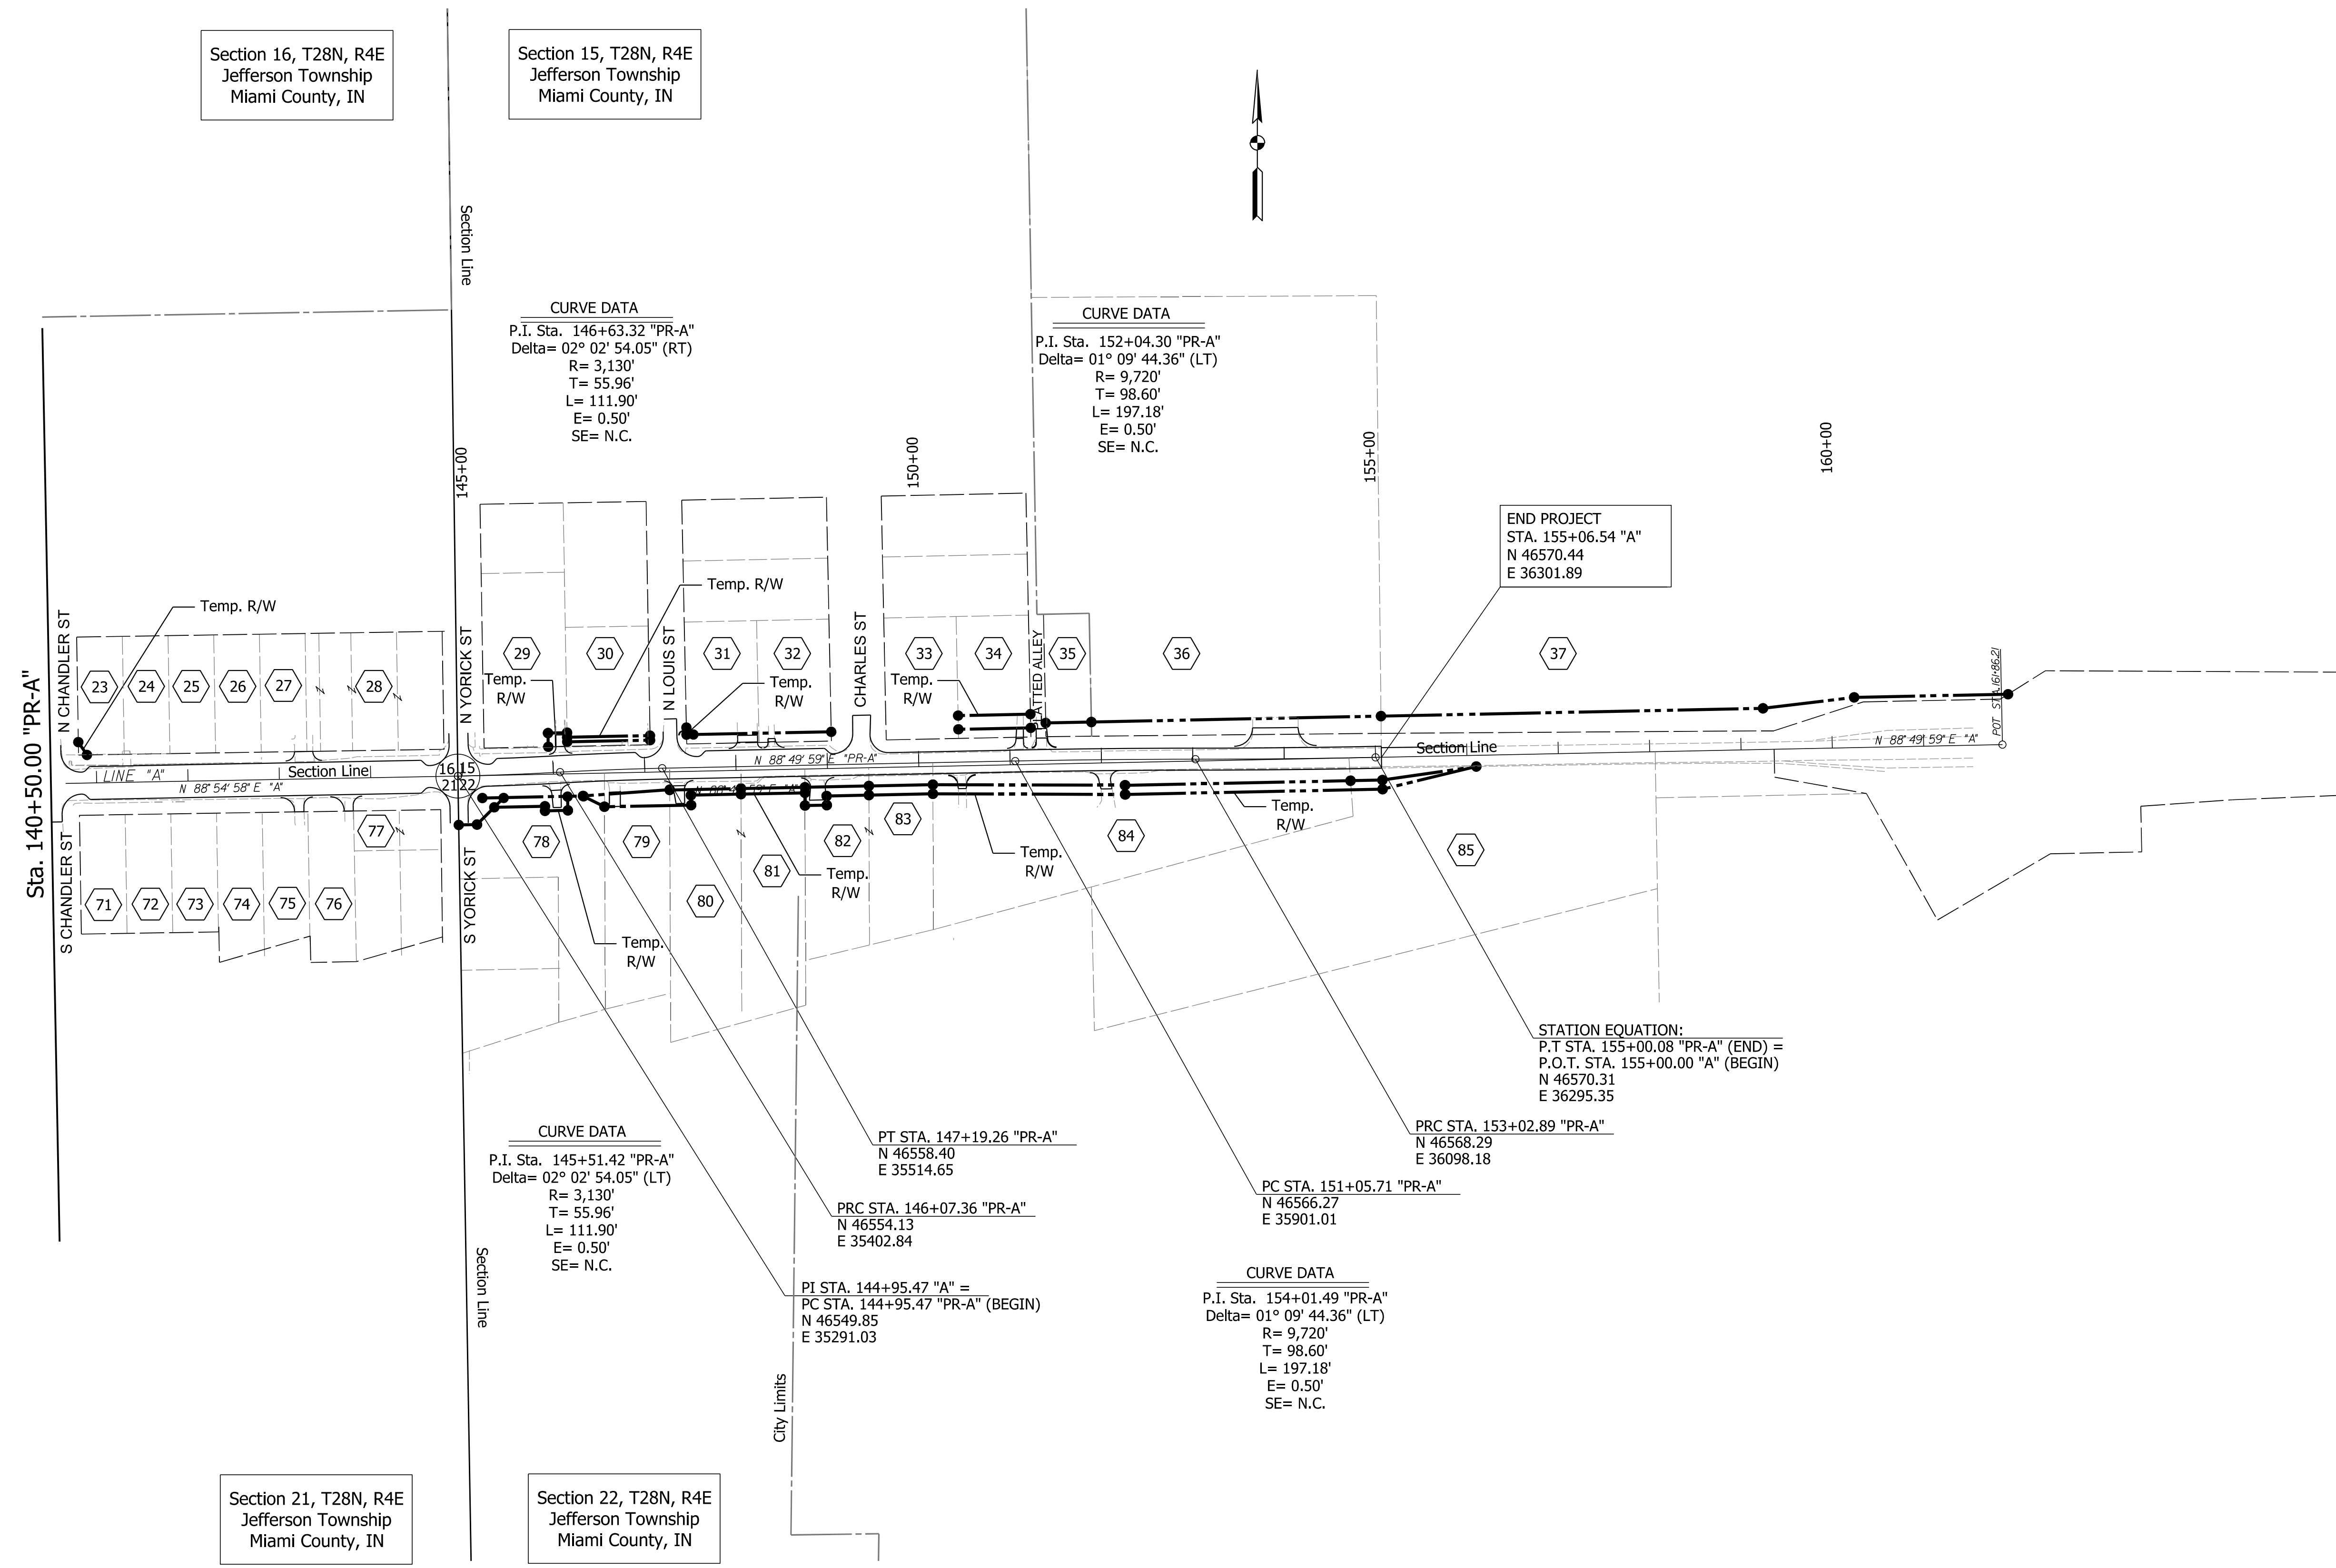 Section 16, T28N, R4E
Jefferson Township
Miami County, IN
Section 15, T28N, R4E
Jefferson Township
Miami County, IN
Section Line
CURVE DATA
P.I. Sta. 146+63.32 "PR-A"
Delta= 02° 02' 54.05" (RT)
R= 3,130'
T= 55.96'
L= 111.90'
E= 0.50'
SE= N.C.
CURVE DATA
P.I. Sta. 152+04.30 "PR-A"
Delta= 01° 09' 44.36" (LT)
R= 9,720'
T= 98.60'
L= 197.18'
E= 0.50'
SE= N.C.
145+00
150+00
155+00
160+00
END PROJECT
STA. 155+06.54 "A"
N 46570.44
E 36301.89
Sta. 140+50.00 "PR-A"
N CHANDLER ST
Temp. R/W
N YORICK ST
Temp. R/W
N LOUIS ST
CHARLES ST
PLATTED ALLEY
23
24
25
26
27
28
29
30
31
32
33
34
35
36
37
Temp.
R/W
Temp.
R/W
Temp.
R/W
POT STA.161+86.21
LINE "A"
Section Line
N 88° 54' 58" E "A"
16
15
21
22
N 88° 49' 59" E "PR-A"
N 88° 49' 59" E "A"
Section Line
N 88° 49' 59" E "A"
S CHANDLER ST
S YORICK ST
71
72
73
74
75
76
77
78
79
80
81
82
83
84
85
Temp.
R/W
Temp.
R/W
Temp.
R/W
Temp.
R/W
STATION EQUATION:
P.T STA. 155+00.08 "PR-A" (END) =
P.O.T. STA. 155+00.00 "A" (BEGIN)
N 46570.31
E 36295.35
PRC STA. 153+02.89 "PR-A"
N 46568.29
E 36098.18
PC STA. 151+05.71 "PR-A"
N 46566.27
E 35901.01
PT STA. 147+19.26 "PR-A"
N 46558.40
E 35514.65
PRC STA. 146+07.36 "PR-A"
N 46554.13
E 35402.84
PI STA. 144+95.47 "A" =
PC STA. 144+95.47 "PR-A" (BEGIN)
N 46549.85
E 35291.03
CURVE DATA
P.I. Sta. 145+51.42 "PR-A"
Delta= 02° 02' 54.05" (LT)
R= 3,130'
T= 55.96'
L= 111.90'
E= 0.50'
SE= N.C.
Section Line
CURVE DATA
P.I. Sta. 154+01.49 "PR-A"
Delta= 01° 09' 44.36" (LT)
R= 9,720'
T= 98.60'
L= 197.18'
E= 0.50'
SE= N.C.
City Limits
Section 21, T28N, R4E
Jefferson Township
Miami County, IN
Section 22, T28N, R4E
Jefferson Township
Miami County, IN